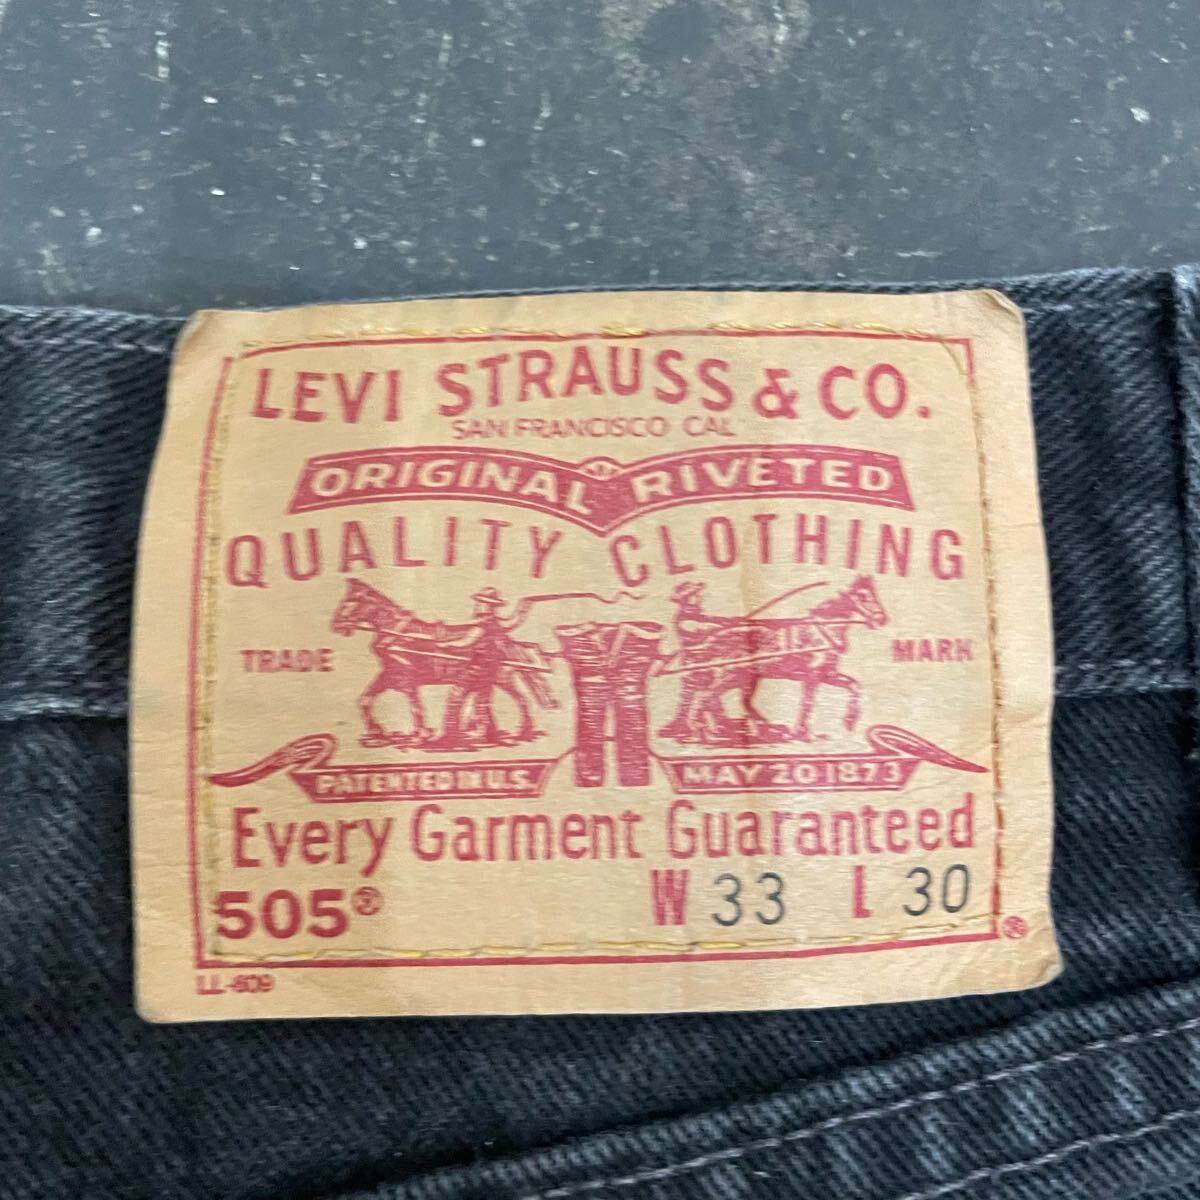 LEVI STRAUSS & CO.
SAN FRANCISCO CAL
ORIGINAL RIVETED
QUALITY CLOTHING
TRADE MARK
PATENTED IN U.S. MAY 20 1873
Every Garment Guaranteed
505® W 33 L 30
®
LL-609